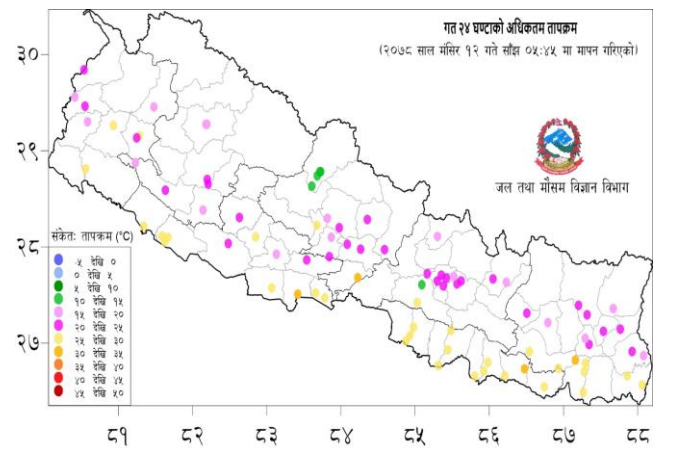 गत २४ घण्टाको अधिकतम तापक्रम
(२०७८ साल मंसिर १२ गते साँझ ०५:४५ मा मापन गरिएको)
जल तथा मौसम विज्ञान विभाग
३०
२९
२८
२७
संकेतः तापक्रम (°C)
-५ देखि ०
० देखि ५
५ देखि १०
१० देखि १५
१५ देखि २०
२० देखि २५
२५ देखि ३०
३० देखि ३५
३५ देखि ४०
४० देखि ४५
४५ देखि ५०
८१ ८२ ८३ ८४ ८५ ८६ ८७ ८८